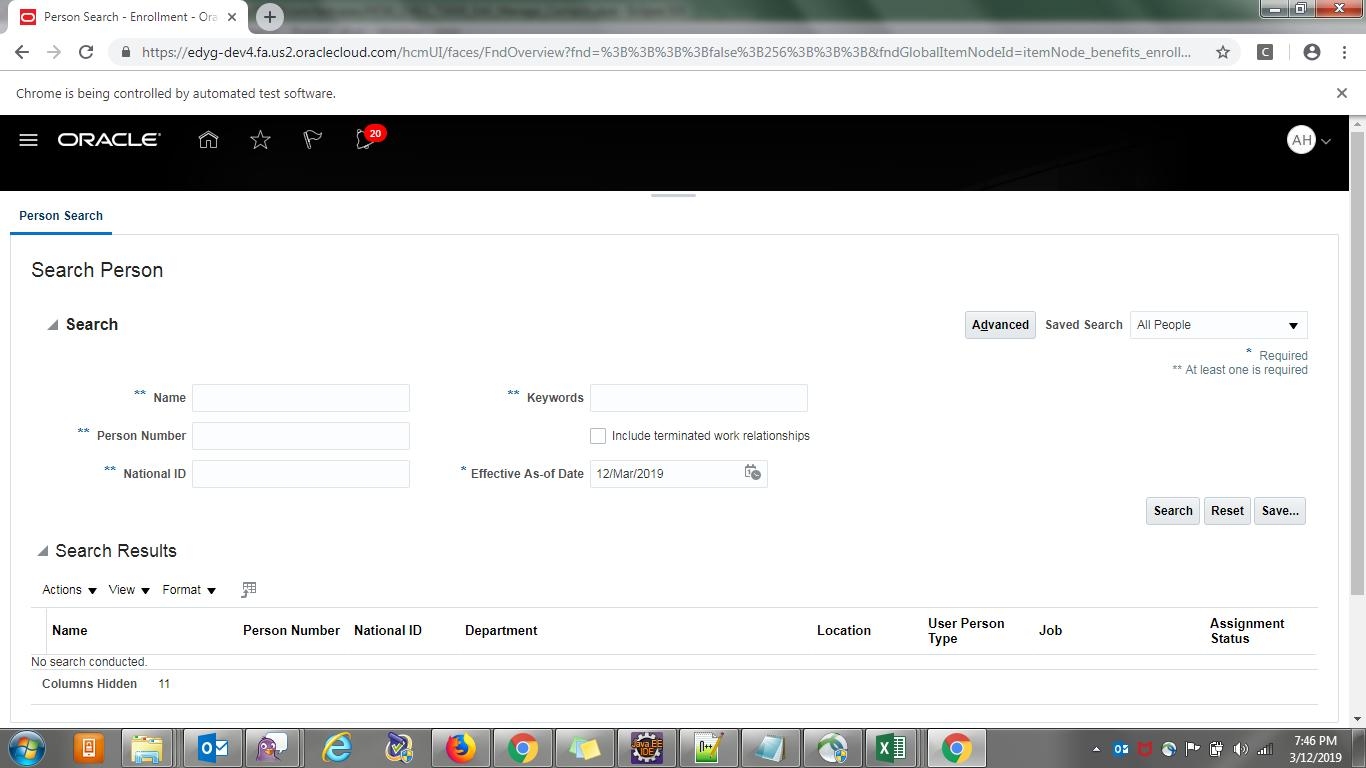 Person Search - Enrollment - Ora
https://edyg-dev4.fa.us2.oraclecloud.com/hcmUI/faces/FndOverview?fnd=%3B%3B%3B%3Bfalse%3B256%3B%3B%3B&fndGlobalItemNodeId=itemNode_benefits_enroll...
C
Chrome is being controlled by automated test software.
ORACLE
20
AH
Person Search
Search Person
Search
Advanced Saved Search All People
* Required
** At least one is required
** Name
** Keywords
** Person Number
Include terminated work relationships
** National ID
* Effective As-of Date 12/Mar/2019
Search Reset Save...
Search Results
Actions View Format
Name Person Number National ID Department Location User Person Type Job Assignment Status
No search conducted.
Columns Hidden 11
Java EE IDE
7:46 PM
3/12/2019